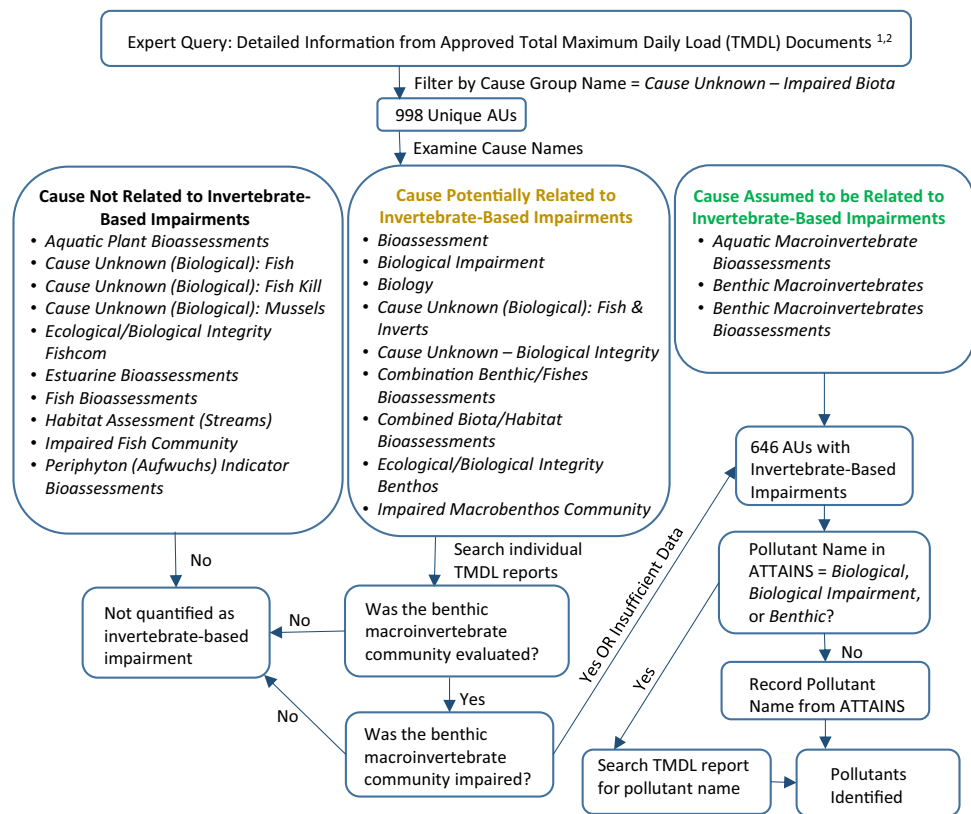 Expert Query: Detailed Information from Approved Total Maximum Daily Load (TMDL) Documents 1,2
Filter by Cause Group Name = Cause Unknown – Impaired Biota
998 Unique AUs
Examine Cause Names
Cause Not Related to Invertebrate-
Based Impairments
• Aquatic Plant Bioassessments
• Cause Unknown (Biological): Fish
• Cause Unknown (Biological): Fish Kill
• Cause Unknown (Biological): Mussels
• Ecological/Biological Integrity
Fishcom
• Estuarine Bioassessments
• Fish Bioassessments
• Habitat Assessment (Streams)
• Impaired Fish Community
• Periphyton (Aufwuchs) Indicator
Bioassessments
Cause Potentially Related to
Invertebrate-Based Impairments
• Bioassessment
• Biological Impairment
• Biology
• Cause Unknown (Biological): Fish &
Inverts
• Cause Unknown – Biological Integrity
• Combination Benthic/Fishes
Bioassessments
• Combined Biota/Habitat
Bioassessments
• Ecological/Biological Integrity
Benthos
• Impaired Macrobenthos Community
Cause Assumed to be Related to
Invertebrate-Based Impairments
• Aquatic Macroinvertebrate
Bioassessments
• Benthic Macroinvertebrates
• Benthic Macroinvertebrates
Bioassessments
No
Not quantified as
invertebrate-based
impairment
Search individual
TMDL reports
Was the benthic
macroinvertebrate
community evaluated?
No
Yes
Was the benthic
macroinvertebrate
community impaired?
No
Yes OR Insufficient Data
646 AUs with
Invertebrate-Based
Impairments
Pollutant Name in
ATTAINS = Biological,
Biological Impairment,
or Benthic?
Yes
No
Record Pollutant
Name from ATTAINS
Search TMDL report
for pollutant name
Pollutants
Identified